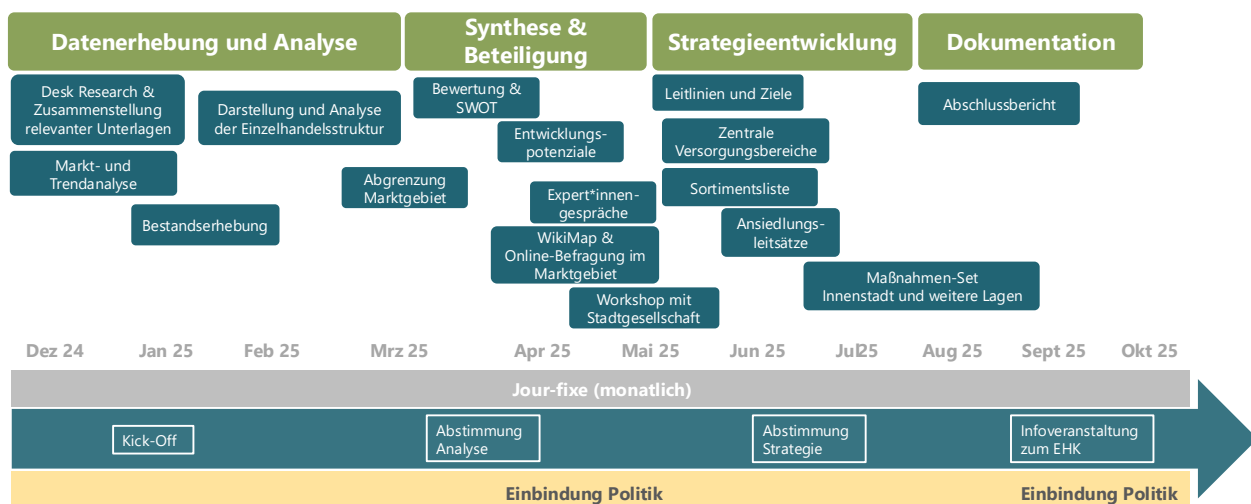 Datenerhebung und Analyse
Synthese &
Beteiligung
Strategieentwicklung
Dokumentation
Desk Research &
Zusammenstellung
relevanter Unterlagen
Darstellung und Analyse
der Einzelhandelsstruktur
Markt- und
Trendanalyse
Bestandserhebung
Abgrenzung
Marktgebiet
Bewertung &
SWOT
Entwicklungs-
potenziale
Expert*innen-
gespräche
WikiMap &
Online-Befragung im
Marktgebiet
Workshop mit
Stadtgesellschaft
Leitlinien und Ziele
Zentrale
Versorgungsbereiche
Sortimentsliste
Ansiedlungs-
leitsätze
Maßnahmen-Set
Innenstadt und weitere Lagen
Abschlussbericht
Dez 24 Jan 25 Feb 25 Mrz 25 Apr 25 Mai 25 Jun 25 Jul25 Aug 25 Sept 25 Okt 25
Jour-fixe (monatlich)
Kick-Off
Abstimmung
Analyse
Abstimmung
Strategie
Infoveranstaltung
zum EHK
Einbindung Politik Einbindung Politik